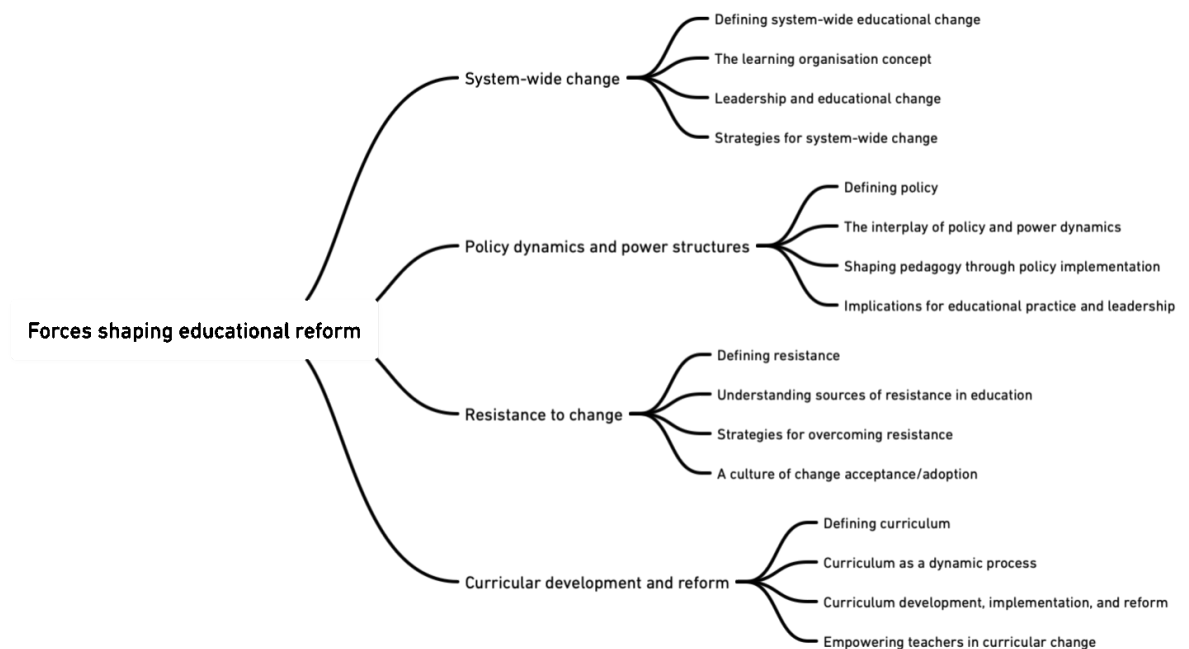 Forces shaping educational reform
System-wide change
Defining system-wide educational change
The learning organisation concept
Leadership and educational change
Strategies for system-wide change
Policy dynamics and power structures
Defining policy
The interplay of policy and power dynamics
Shaping pedagogy through policy implementation
Implications for educational practice and leadership
Resistance to change
Defining resistance
Understanding sources of resistance in education
Strategies for overcoming resistance
A culture of change acceptance/adoption
Curricular development and reform
Defining curriculum
Curriculum as a dynamic process
Curriculum development, implementation, and reform
Empowering teachers in curricular change